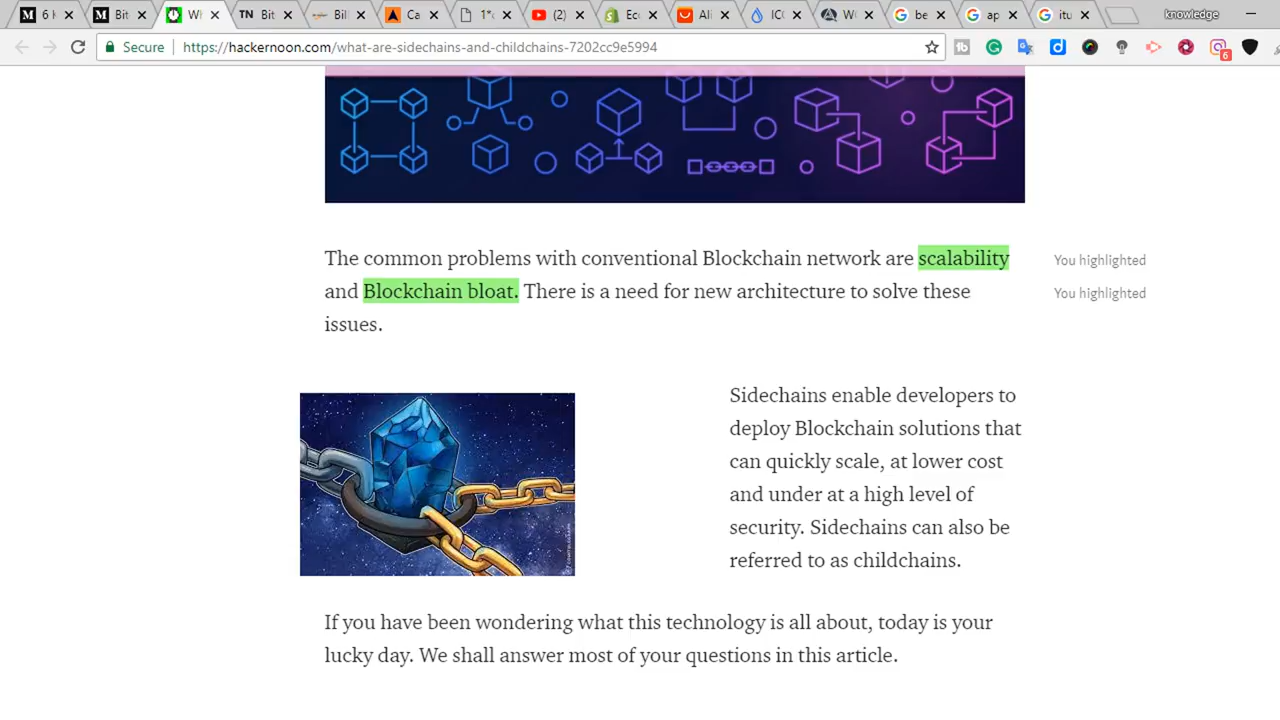 6 k
Bit
Wh
TN Bit
Bil
Ca
1*c
(2)
Ec
Ali
ICO
W
be
ap
itu
knowledge
Secure https://hackernoon.com/what-are-sidechains-and-childchains-7202cc9e5994
6
The common problems with conventional Blockchain network are scalability You highlighted
and Blockchain bloat. There is a need for new architecture to solve these You highlighted
issues.
Sidechains enable developers to
deploy Blockchain solutions that
can quickly scale, at lower cost
and under at a high level of
security. Sidechains can also be
referred to as childchains.
If you have been wondering what this technology is all about, today is your
lucky day. We shall answer most of your questions in this article.